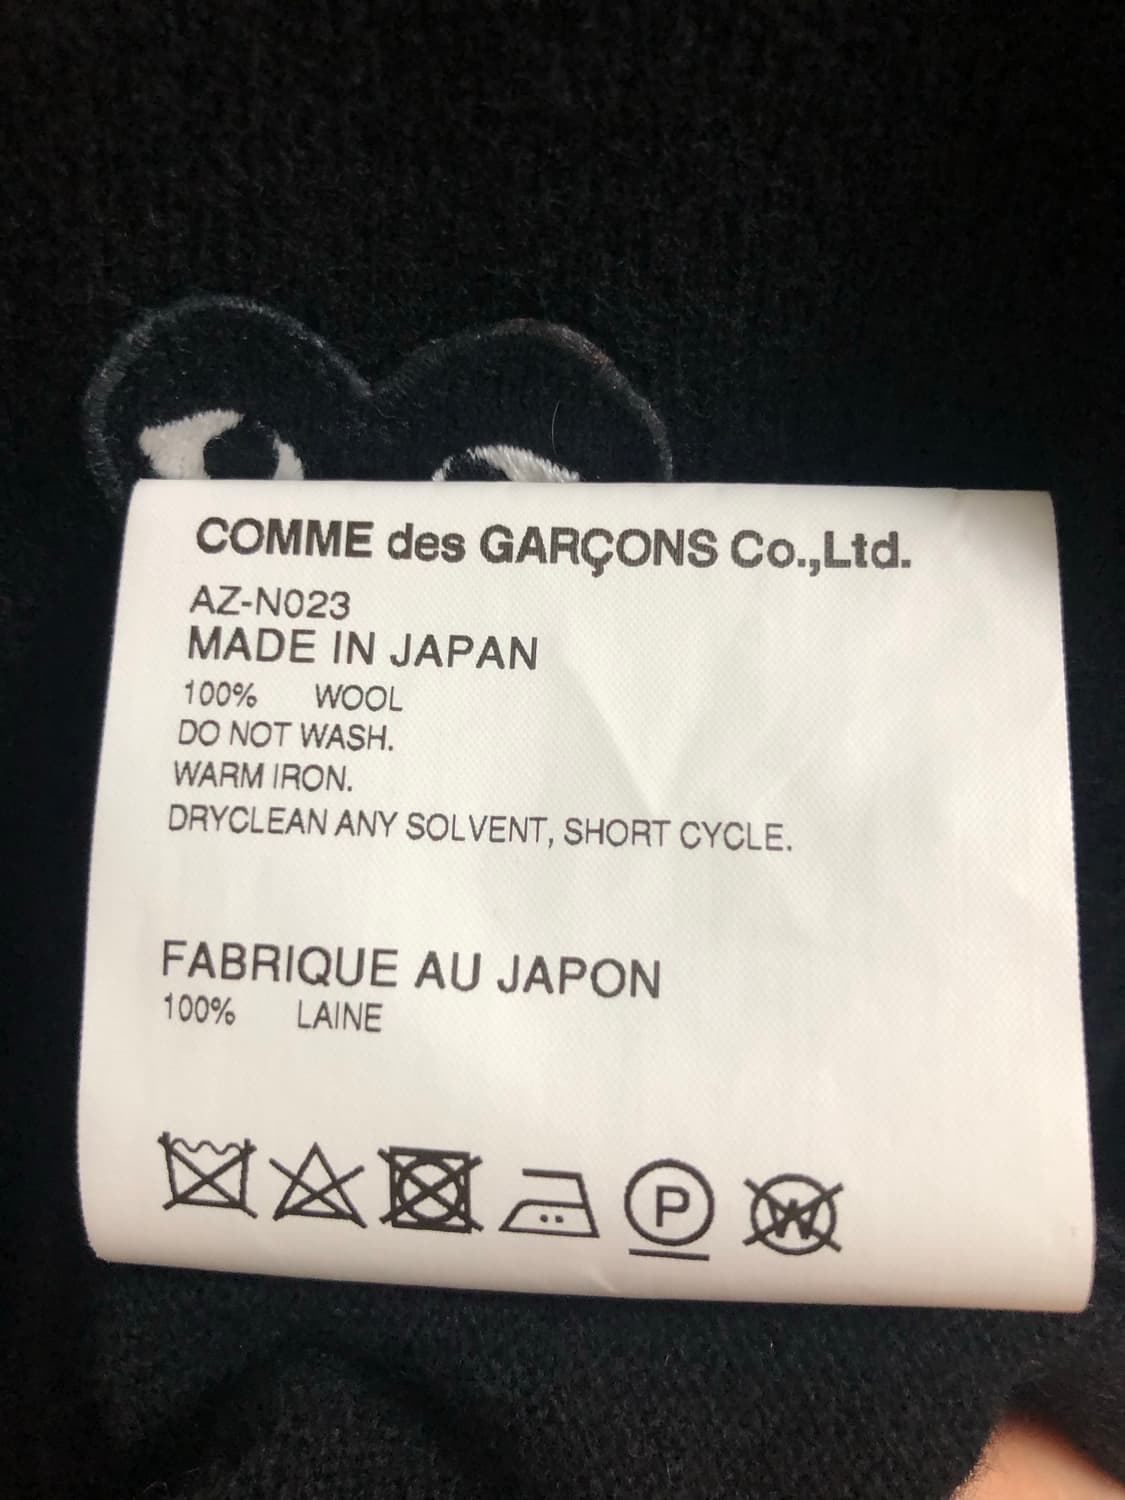 COMME des GARÇONS Co.,Ltd.
AZ-N023
MADE IN JAPAN
100% WOOL
DO NOT WASH.
WARM IRON.
DRYCLEAN ANY SOLVENT, SHORT CYCLE.
FABRIQUE AU JAPON
100% LAINE
P W